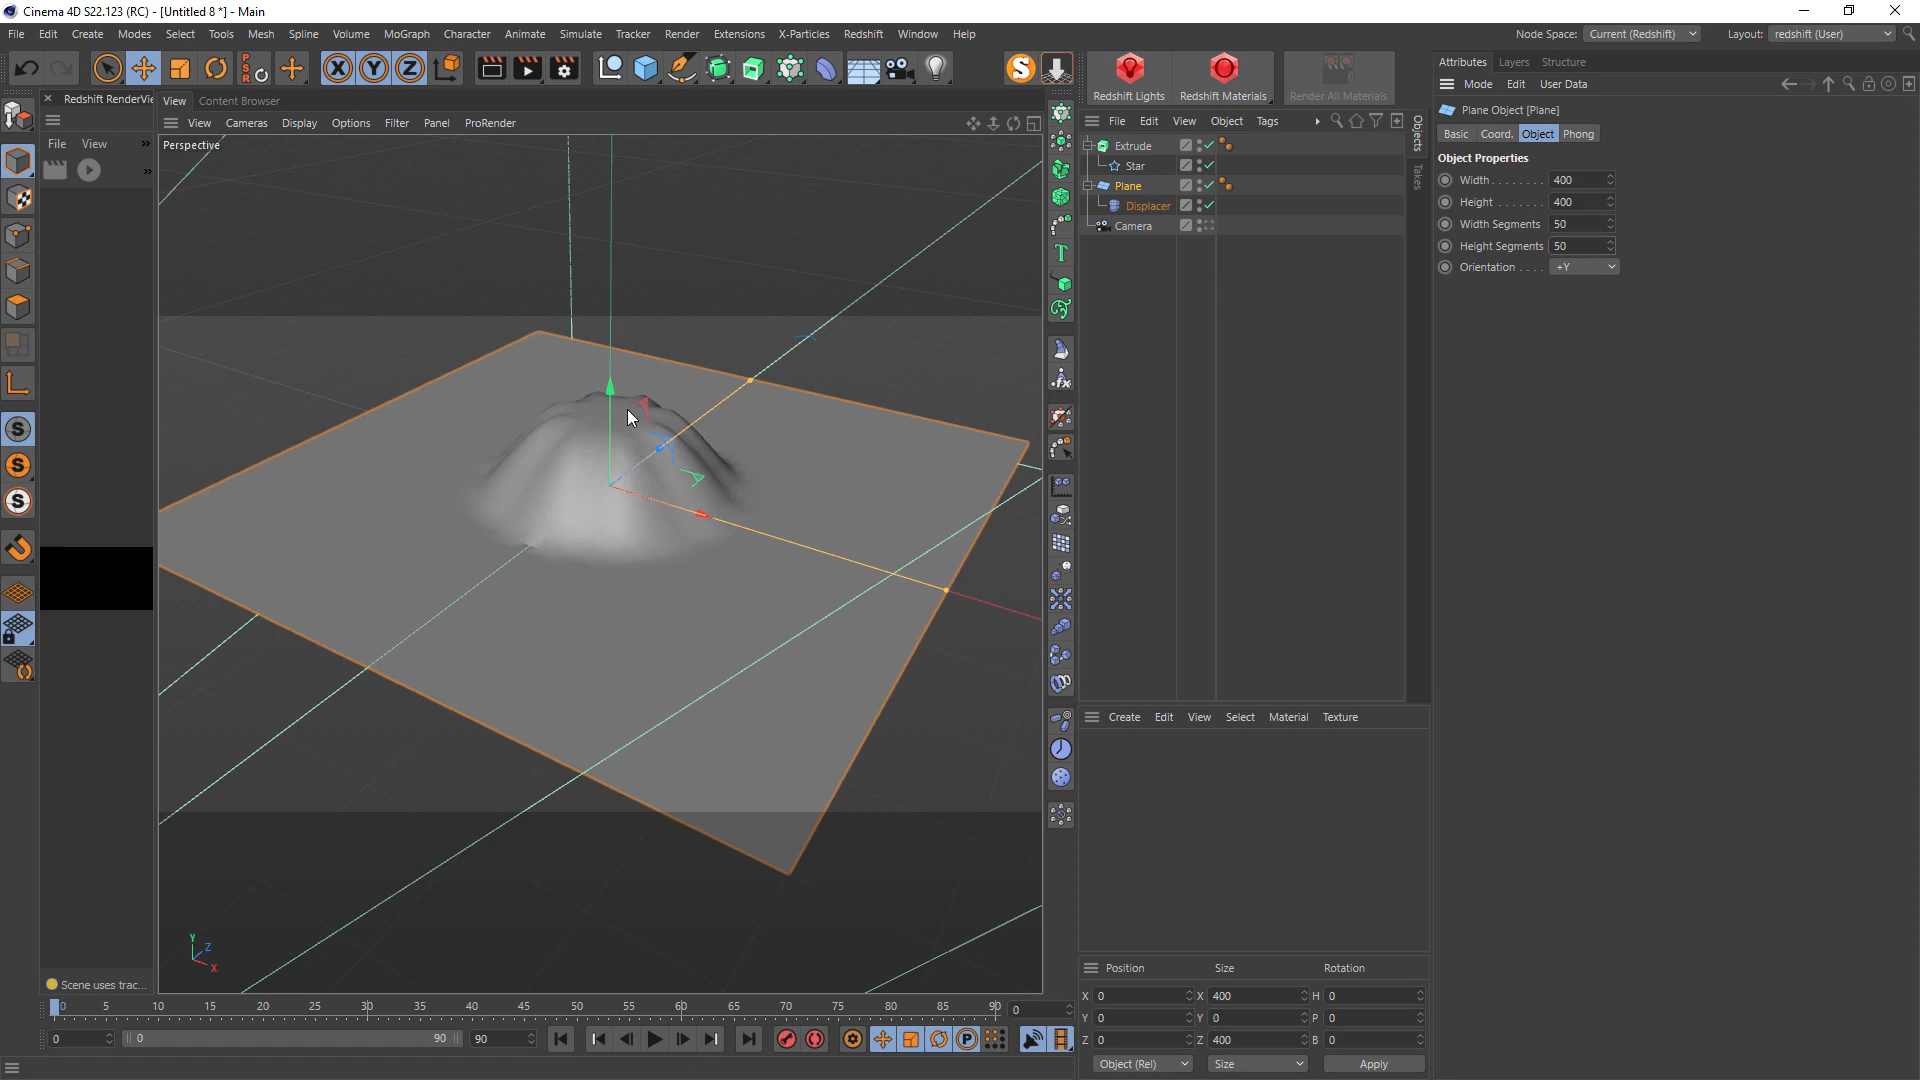 Cinema 4D S22.123 (RC) - [Untitled 8 *] - Main
File Edit Create Modes Select Tools Mesh Spline Volume MoGraph Character Animate Simulate Tracker Render Extensions X-Particles Redshift Window Help
Node Space: Current (Redshift) Layout: redshift (User)
PSR
X Y Z
Redshift Lights Redshift Materials Render All Materials
Attributes Layers Structure
Mode Edit User Data
Plane Object [Plane]
Basic Coord. Object Phong
Object Properties
Width 400
Height 400
Width Segments 50
Height Segments 50
Orientation +Y
Redshift RenderVie
File View »
»
View Content Browser
View Cameras Display Options Filter Panel ProRender
Perspective
Y
Z
X
File Edit View Object Tags
Extrude
Star
Plane
Displacer
Camera
Objects
Takes
Create Edit View Select Material Texture
Position Size Rotation
X 0 X 400 H 0
Y 0 Y 0 P 0
Z 0 Z 400 B 0
Object (Rel) Size Apply
Scene uses trac...
0 5 10 15 20 25 30 35 40 45 50 55 60 65 70 75 80 85 90 0
0 0 90 90
P